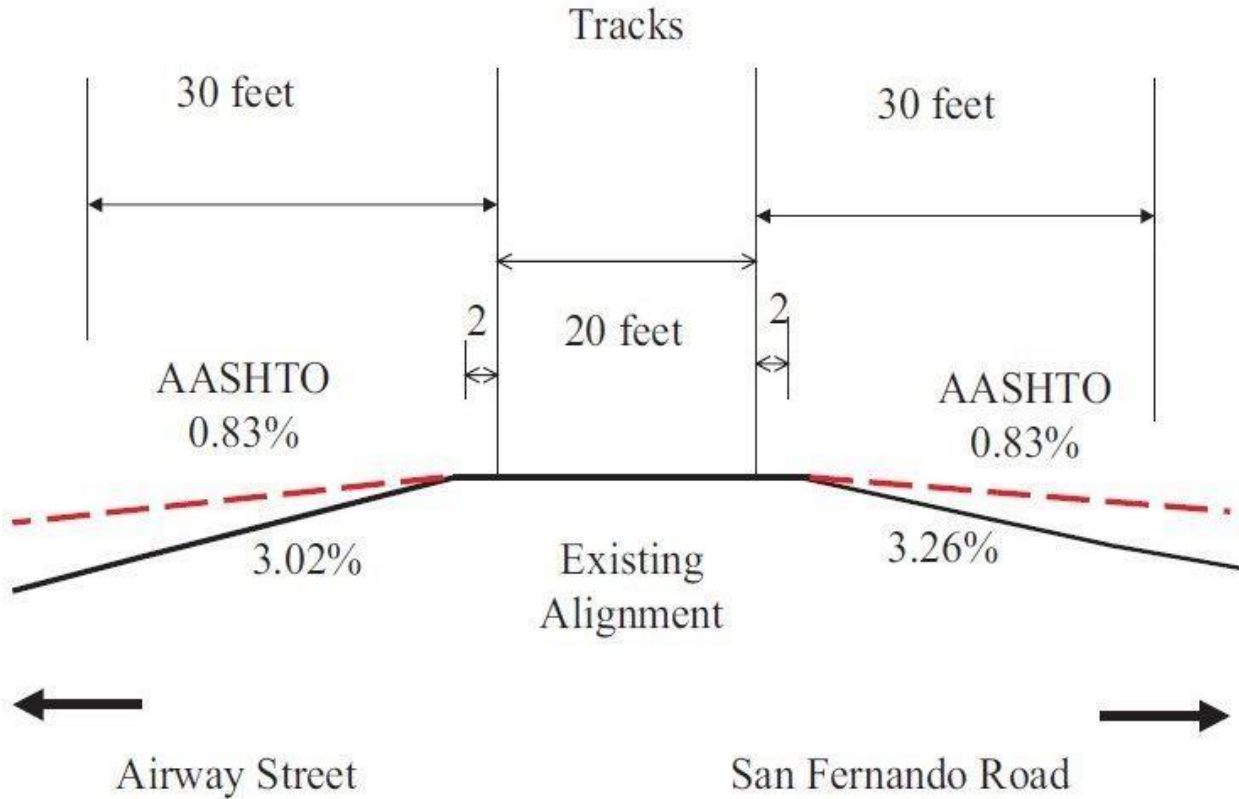 Tracks
30 feet
30 feet
2
20 feet
2
AASHTO
0.83%
AASHTO
0.83%
3.02%
Existing
Alignment
3.26%
Airway Street
San Fernando Road